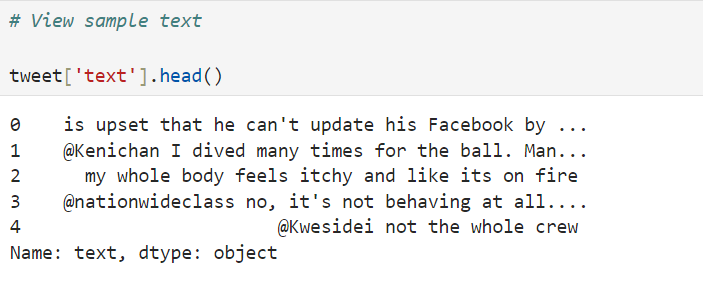 # View sample text
tweet['text'].head()
0 is upset that he can't update his Facebook by ...
1 @Kenichan I dived many times for the ball. Man...
2 my whole body feels itchy and like its on fire
3 @nationwideclass no, it's not behaving at all....
4 @Kwesidei not the whole crew
Name: text, dtype: object